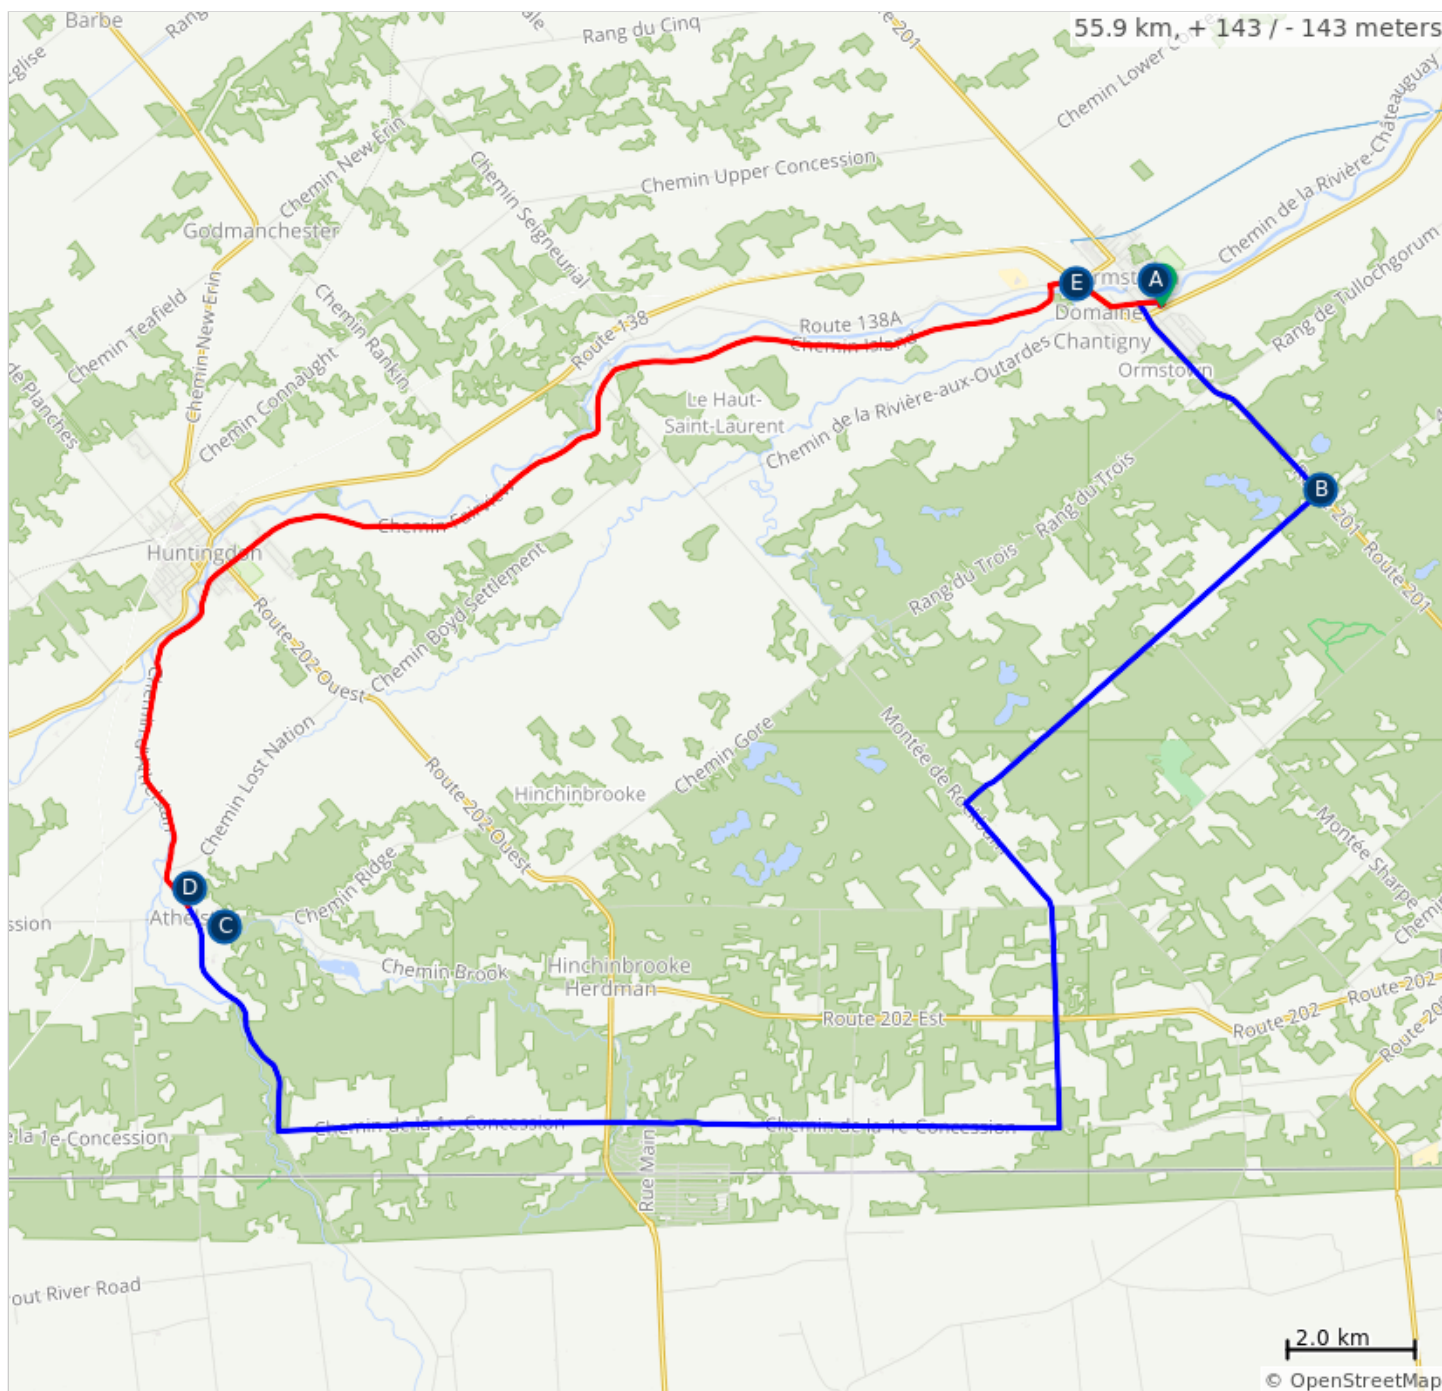 Barbe
Rang du Cinq
55.9 km, + 143 / - 143 meters
Chemin New Erin
Chemin Upper Concession
Chemin Seigneurial
Chemin de la Rivière-Châteauguay
Godmanchester
Rang de Tullochgorum
A
E
Chemin Teafield
Chemin New Erin
Chemin Rankin
Route 138
Route 138A
Chemin Island
Domaine
Chantigny
Ormstown
Chemin Connaught
Chemin de la Rivière-aux-Outardes
Le Haut-
Saint-Laurent
B
Rang du Trois
Route 201
Chemin Fairview
Huntingdon
Rang du Trois
Chemin Boyd Settlement
Route 202 Ouest
Chemin Lost Nation
Chemin Gore
Montée de Rockburn
Route 202 Ouest
Hinchinbrooke
Montée Sharpe
Chemin Ridge
D
C
Chemin Brook
Hinchinbrooke
Herdman
Route 202 Est
Route 202
Route 202
Chemin de la 1e Concession
Chemin de la 1e Concession
e la 1e-Concession
Rue Main
out River Road
2.0 km
© OpenStreetMap